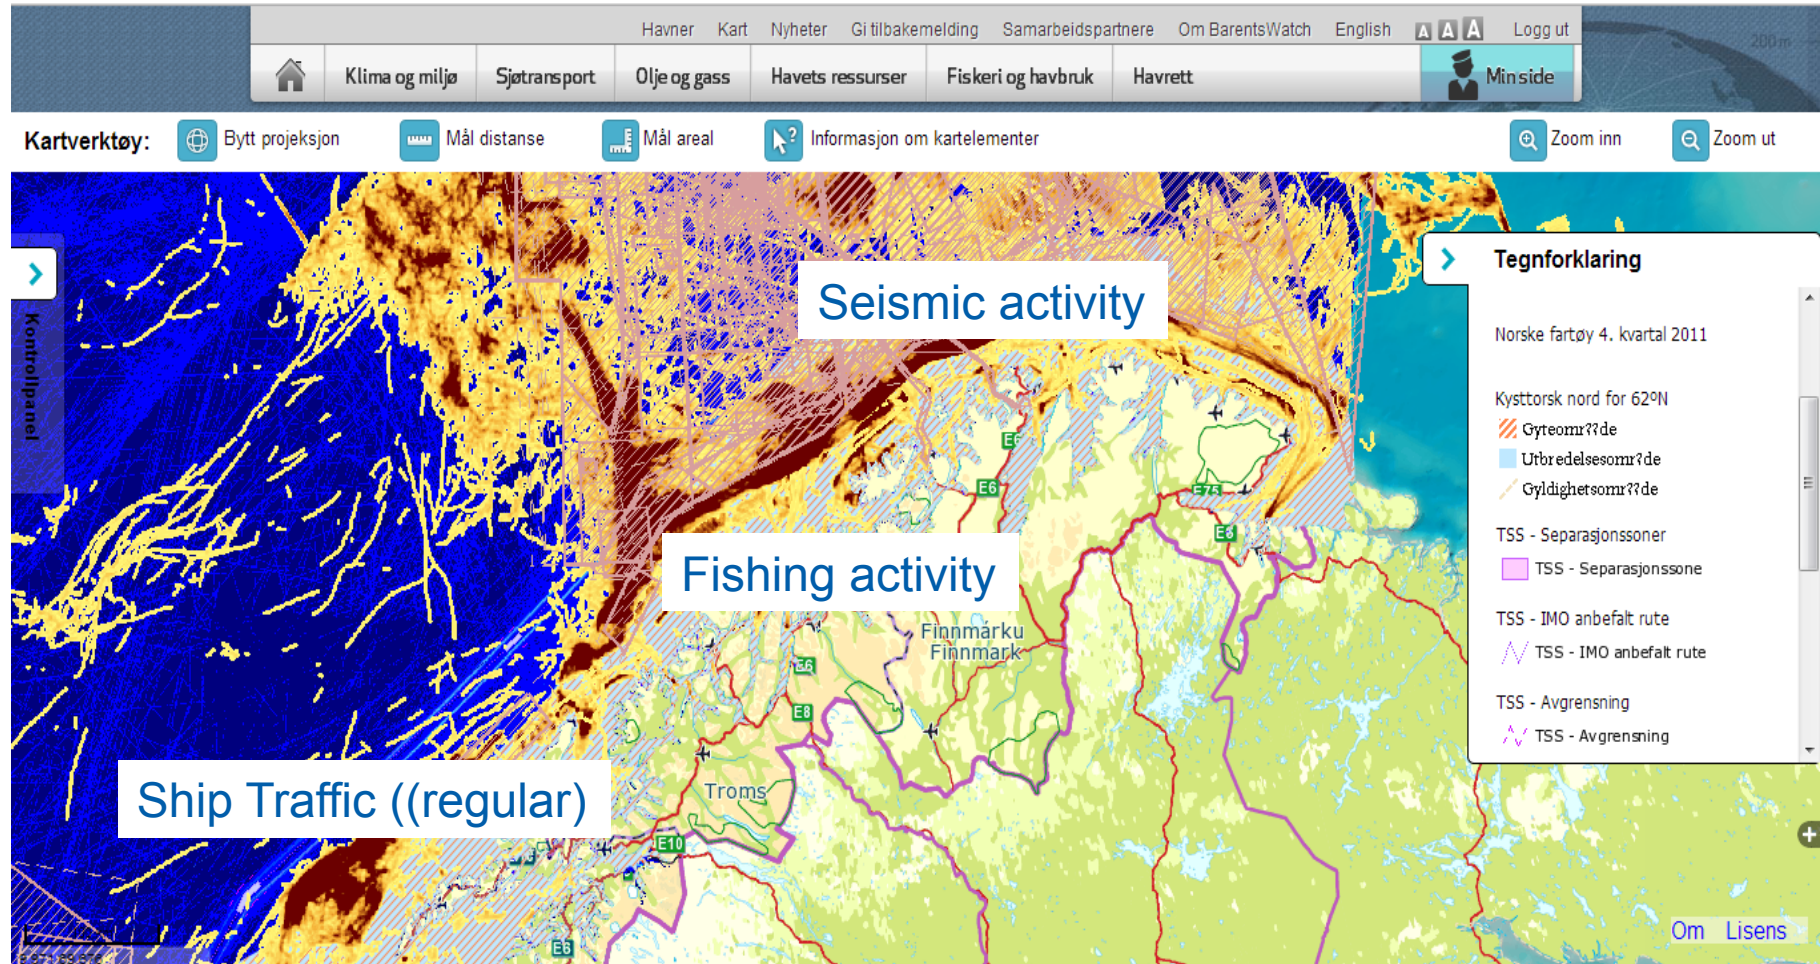 Havner Kart Nyheter Gi tilbakemelding Samarbeidspartnere Om BarentsWatch English A A A Logg ut
200 m
Klima og miljø Sjøtransport Olje og gass Havets ressurser Fiskeri og havbruk Havrett Min side
Kartverktøy: Bytt projeksjon Mål distanse Mål areal Informasjon om kartelementer Zoom inn Zoom ut
Kontrollpanel
Seismic activity
Tegnforklaring
Norske fartøy 4. kvartal 2011
Kysttorsk nord for 62ºN
Gyteomr??de
Utbredelsesomr?de
Gyldighetsomr??de
TSS - Separasjonssoner
TSS - Separasjonssone
TSS - IMO anbefalt rute
TSS - IMO anbefalt rute
TSS - Avgrensning
TSS - Avgrensning
E6
E6
E75
E6
Fishing activity
Finnmárku
Finnmark
E6
E8
Ship Traffic ((regular)
Troms
E10
E6
Om Lisens